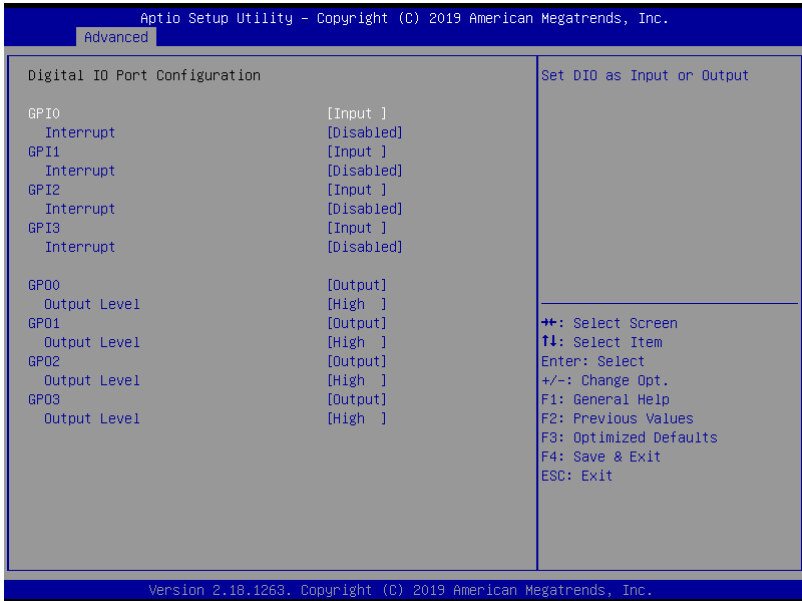 Aptio Setup Utility – Copyright (C) 2019 American Megatrends, Inc.
Advanced
Digital IO Port Configuration
GPI0 [Input ]
Interrupt [Disabled]
GPI1 [Input ]
Interrupt [Disabled]
GPI2 [Input ]
Interrupt [Disabled]
GPI3 [Input ]
Interrupt [Disabled]
GPO0 [Output]
Output Level [High ]
GPO1 [Output]
Output Level [High ]
GPO2 [Output]
Output Level [High ]
GPO3 [Output]
Output Level [High ]
Set DIO as Input or Output
→←: Select Screen
↑↓: Select Item
Enter: Select
+/-: Change Opt.
F1: General Help
F2: Previous Values
F3: Optimized Defaults
F4: Save & Exit
ESC: Exit
Version 2.18.1263. Copyright (C) 2019 American Megatrends, Inc.